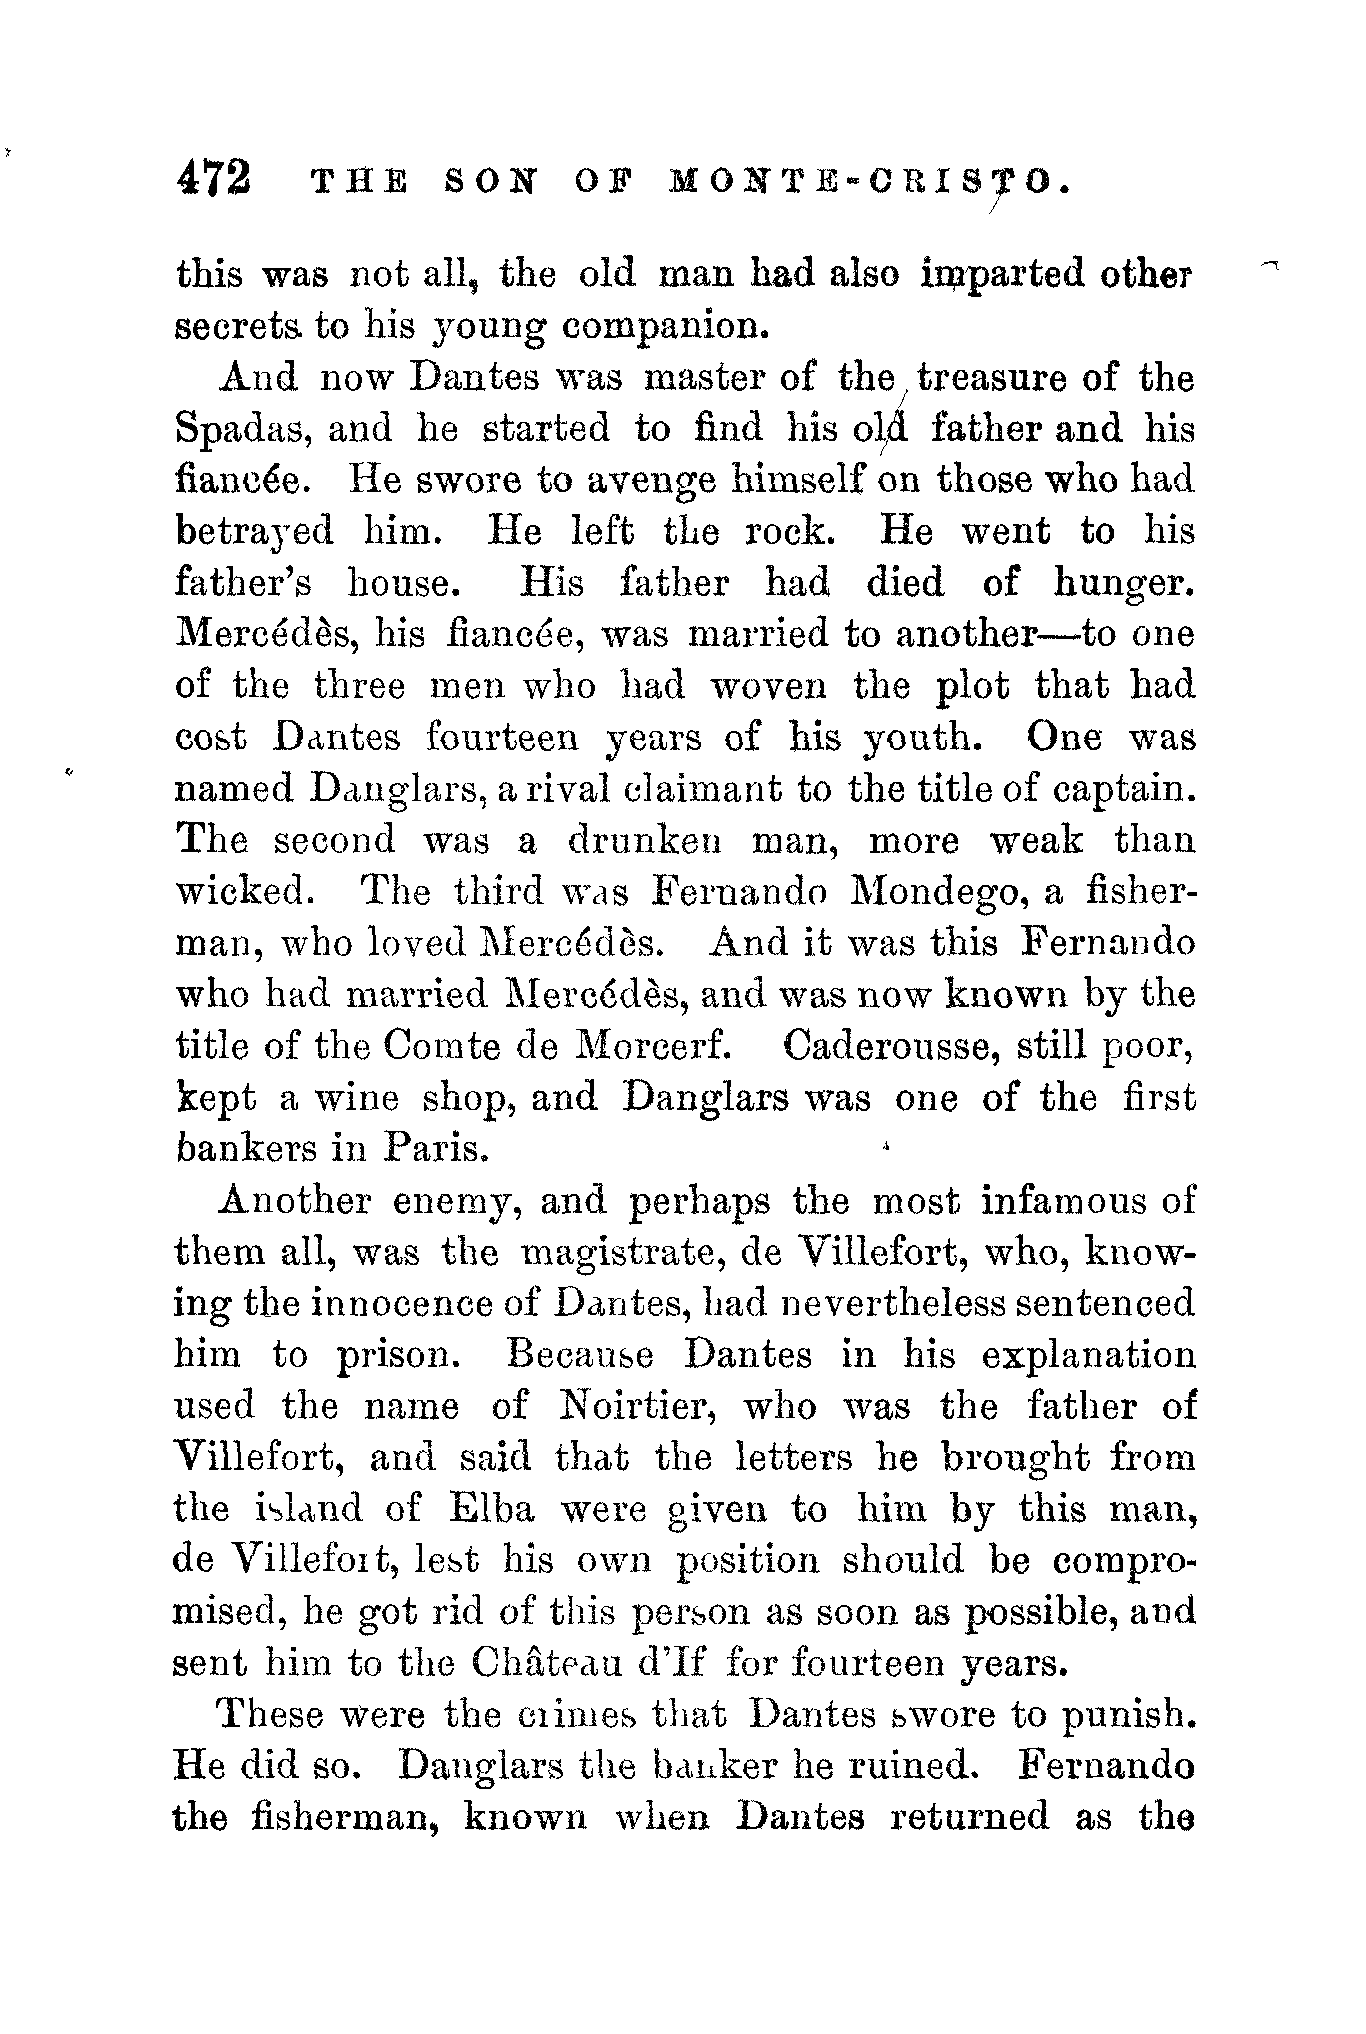 472 THE SON OF MONTE-CRISTO.
this was not all, the old man had also imparted other
secrets to his young companion.
And now Dantes was master of the treasure of the
Spadas, and he started to find his old father and his
fiancée. He swore to avenge himself on those who had
betrayed him. He left the rock. He went to his
father's house. His father had died of hunger.
Mercédès, his fiancée, was married to another—to one
of the three men who had woven the plot that had
cost Dantes fourteen years of his youth. One was
named Danglars, a rival claimant to the title of captain.
The second was a drunken man, more weak than
wicked. The third was Fernando Mondego, a fisher-
man, who loved Mercédès. And it was this Fernando
who had married Mercédès, and was now known by the
title of the Comte de Morcerf. Caderousse, still poor,
kept a wine shop, and Danglars was one of the first
bankers in Paris.
Another enemy, and perhaps the most infamous of
them all, was the magistrate, de Villefort, who, know-
ing the innocence of Dantes, had nevertheless sentenced
him to prison. Because Dantes in his explanation
used the name of Noirtier, who was the father of
Villefort, and said that the letters he brought from
the island of Elba were given to him by this man,
de Villefort, lest his own position should be compro-
mised, he got rid of this person as soon as possible, and
sent him to the Château d'If for fourteen years.
These were the crimes that Dantes swore to punish.
He did so. Danglars the banker he ruined. Fernando
the fisherman, known when Dantes returned as the